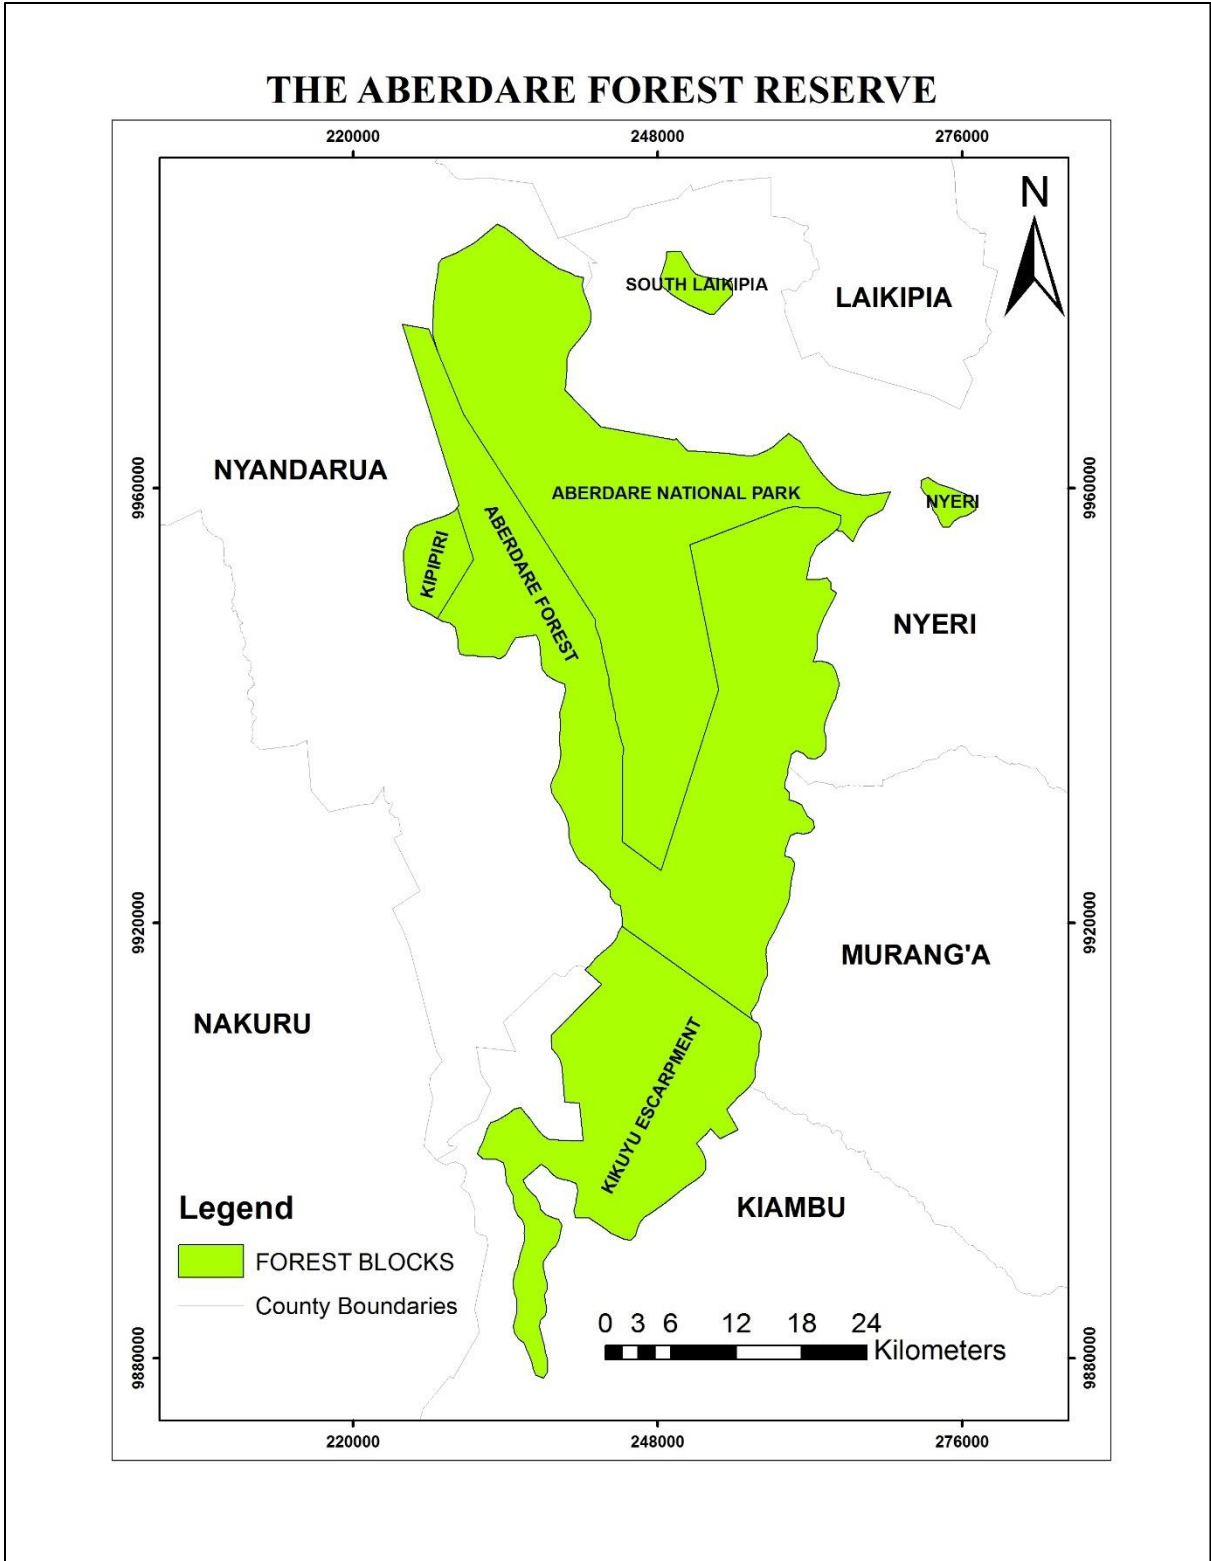 THE ABERDARE FOREST RESERVE
220000 248000 276000
N
SOUTH LAIKIPIA
LAIKIPIA
NYANDARUA
9960000
ABERDARE NATIONAL PARK
NYERI
9960000
ABERDARE FOREST
KIPIPIRI
NYERI
9920000
9920000
MURANG'A
NAKURU
KIKUYU ESCARPMENT
KIAMBU
Legend
FOREST BLOCKS
County Boundaries
0 3 6 12 18 24
Kilometers
9880000
9880000
220000 248000 276000